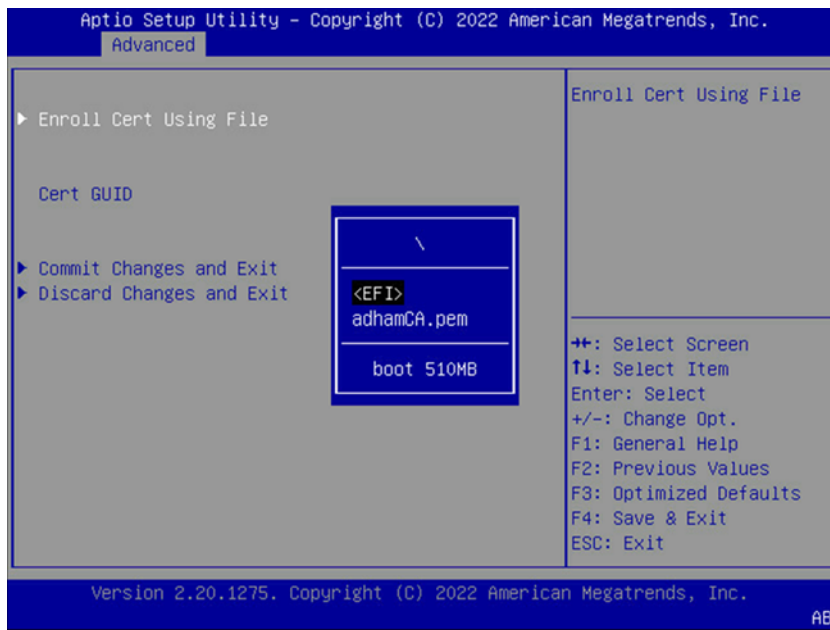 Aptio Setup Utility – Copyright (C) 2022 American Megatrends, Inc.
Advanced
Enroll Cert Using File
Cert GUID
Commit Changes and Exit
Discard Changes and Exit
\
<EFI>
adhamCA.pem
boot 510MB
Enroll Cert Using File
→←: Select Screen
↑↓: Select Item
Enter: Select
+/-: Change Opt.
F1: General Help
F2: Previous Values
F3: Optimized Defaults
F4: Save & Exit
ESC: Exit
Version 2.20.1275. Copyright (C) 2022 American Megatrends, Inc.
AB